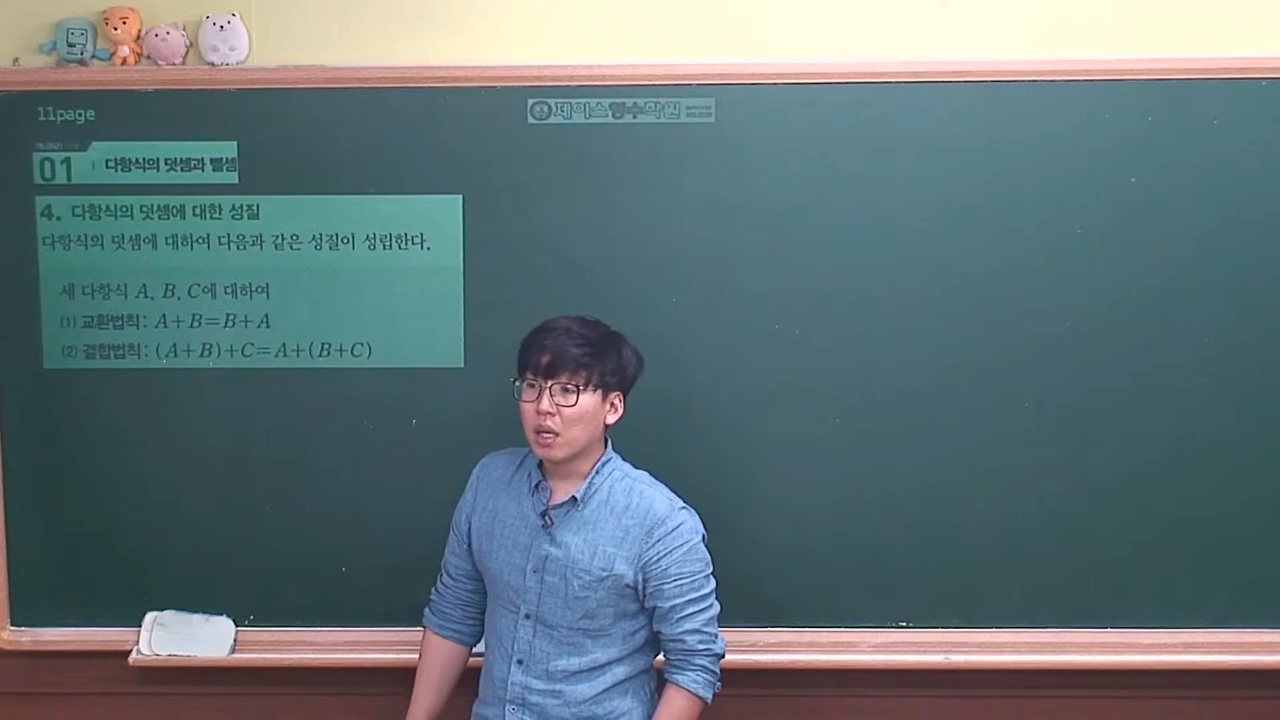 11page
제이스영수학원
01 다항식의 덧셈과 뺄셈
4. 다항식의 덧셈에 대한 성질
다항식의 덧셈에 대하여 다음과 같은 성질이 성립한다.
세 다항식 A, B, C에 대하여
(1) 교환법칙: A+B=B+A
(2) 결합법칙: (A+B)+C=A+(B+C)